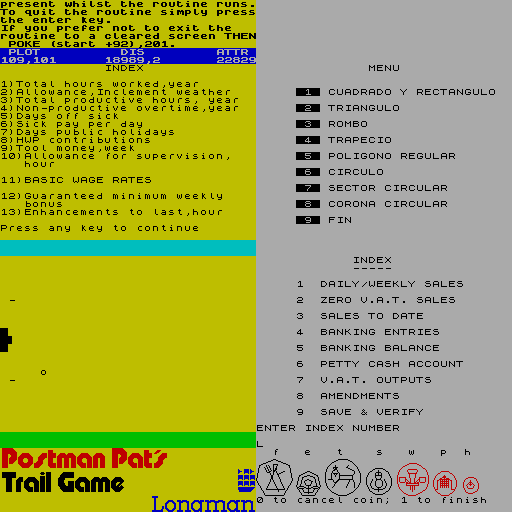 present whilst the routine runs.
To quit the routine simply press
the enter key.
If you prefer not to exit the
routine to a cleared screen THEN
POKE (start +92),201.
PLOT DIS ATTR
109,101 18989,2 22829
INDEX
1)Total hours worked,year
2)Allowance,Inclement weather
3)Total productive hours, year
4)Non-productive overtime,year
5)Days off sick
6)Sick pay per day
7)Days public holidays
8)HWP contributions
9)Tool money,week
10)Allowance for supervision,
hour
11)BASIC WAGE RATES
12)Guaranteed minimum weekly
bonus
13)Enhancements to last,hour
Press any key to continue
Postman Pat's
Trail Game
Longman
MENU
1 CUADRADO Y RECTANGULO
2 TRIANGULO
3 ROMBO
4 TRAPECIO
5 POLIGONO REGULAR
6 CIRCULO
7 SECTOR CIRCULAR
8 CORONA CIRCULAR
9 FIN
INDEX
-----
1 DAILY/WEEKLY SALES
2 ZERO V.A.T. SALES
3 SALES TO DATE
4 BANKING ENTRIES
5 BANKING BALANCE
6 PETTY CASH ACCOUNT
7 V.A.T. OUTPUTS
8 AMENDMENTS
9 SAVE & VERIFY
ENTER INDEX NUMBER
L
f e t s w p h
0 to cancel coin; 1 to finish